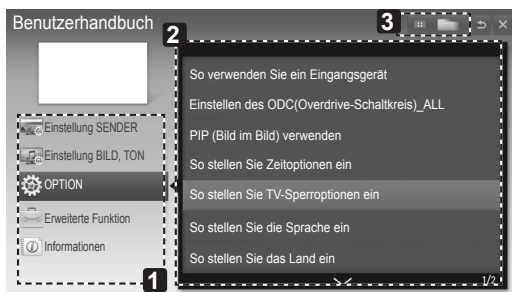 Benutzerhandbuch
2
3
So verwenden Sie ein Eingangsgerät
Einstellen des ODC(Overdrive-Schaltkreis)_ALL
PIP (Bild im Bild) verwenden
So stellen Sie Zeitoptionen ein
So stellen Sie TV-Sperroptionen ein
So stellen Sie die Sprache ein
So stellen Sie das Land ein
1/2
Einstellung SENDER
Einstellung BILD, TON
OPTION
Erweiterte Funktion
Informationen
1